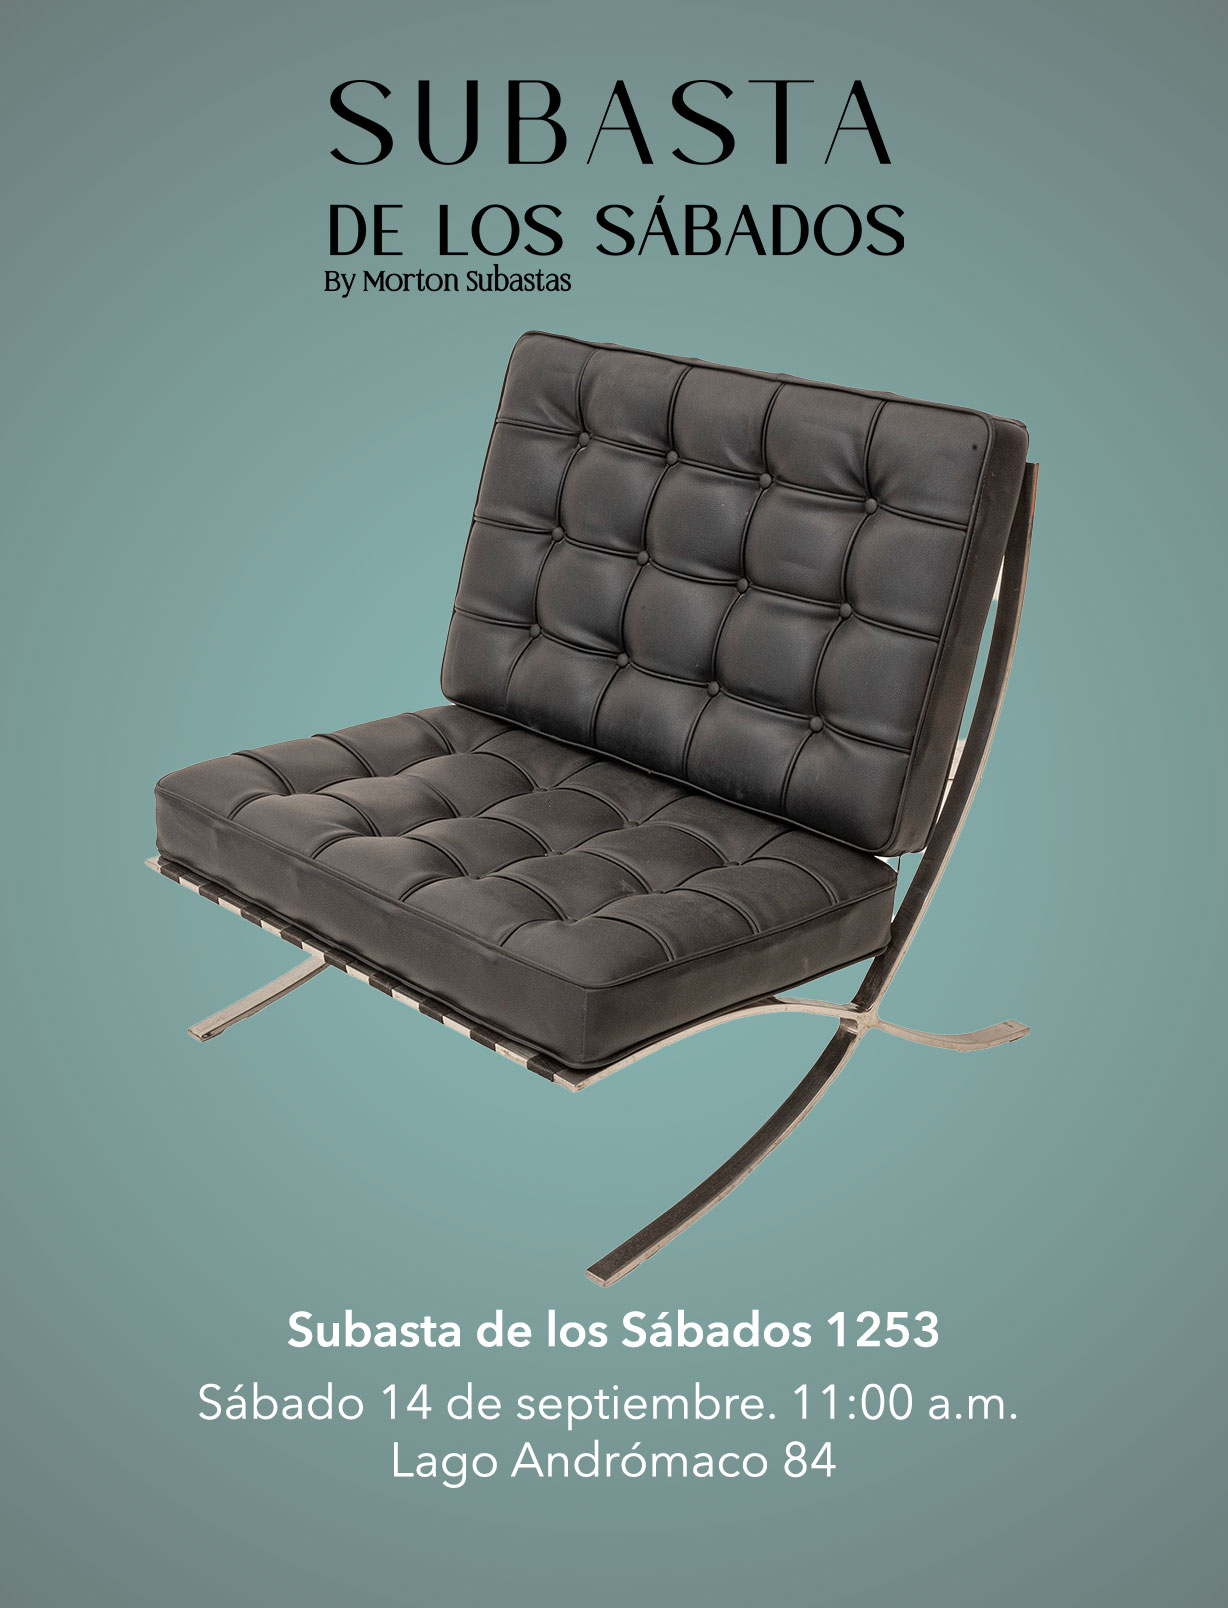 SUBASTA
DE LOS SÁBADOS
By Morton Subastas
Subasta de los Sábados 1253
Sábado 14 de septiembre. 11:00 a.m.
Lago Andrómaco 84